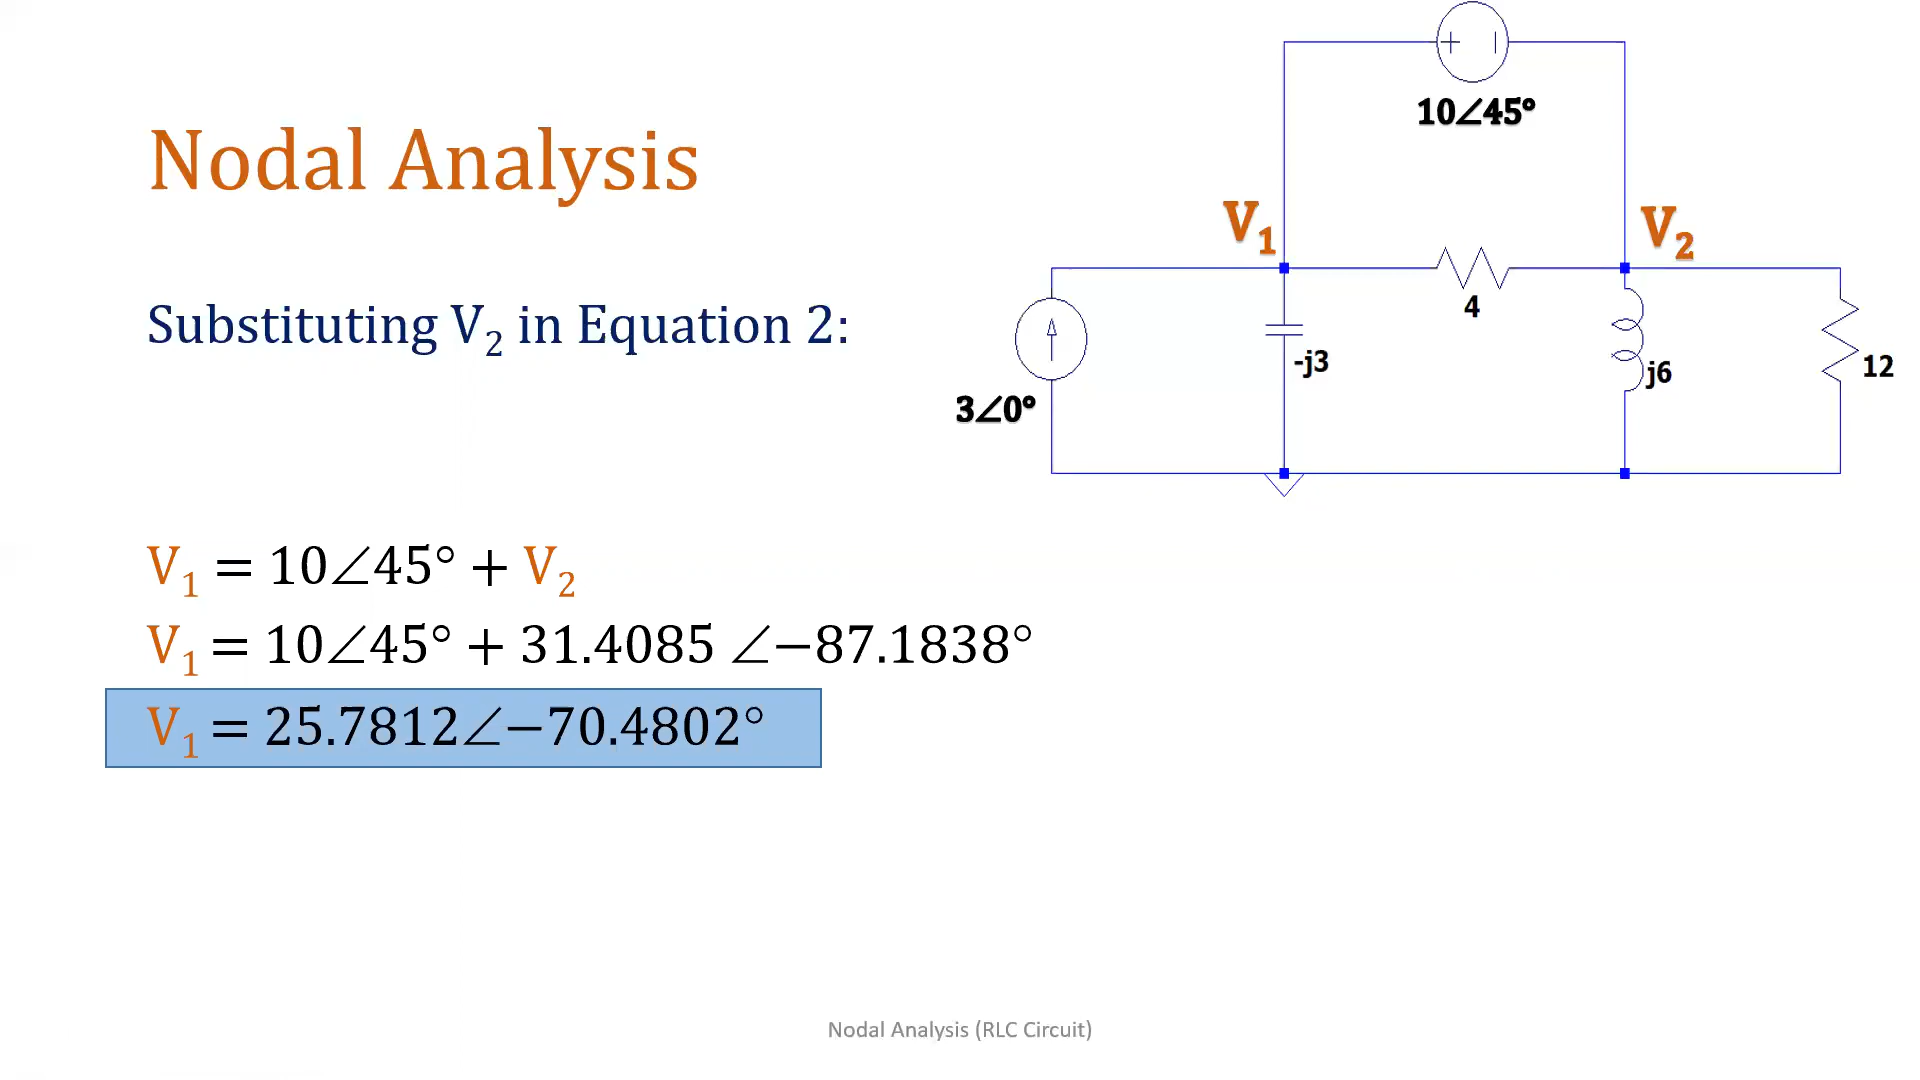 10∠45°
Nodal Analysis
V₁
V₂
4
-j3
j6
12
3∠0°
Substituting V₂ in Equation 2:
V₁ = 10∠45° + V₂
V₁ = 10∠45° + 31.4085 ∠−87.1838°
V₁ = 25.7812∠−70.4802°
Nodal Analysis (RLC Circuit)